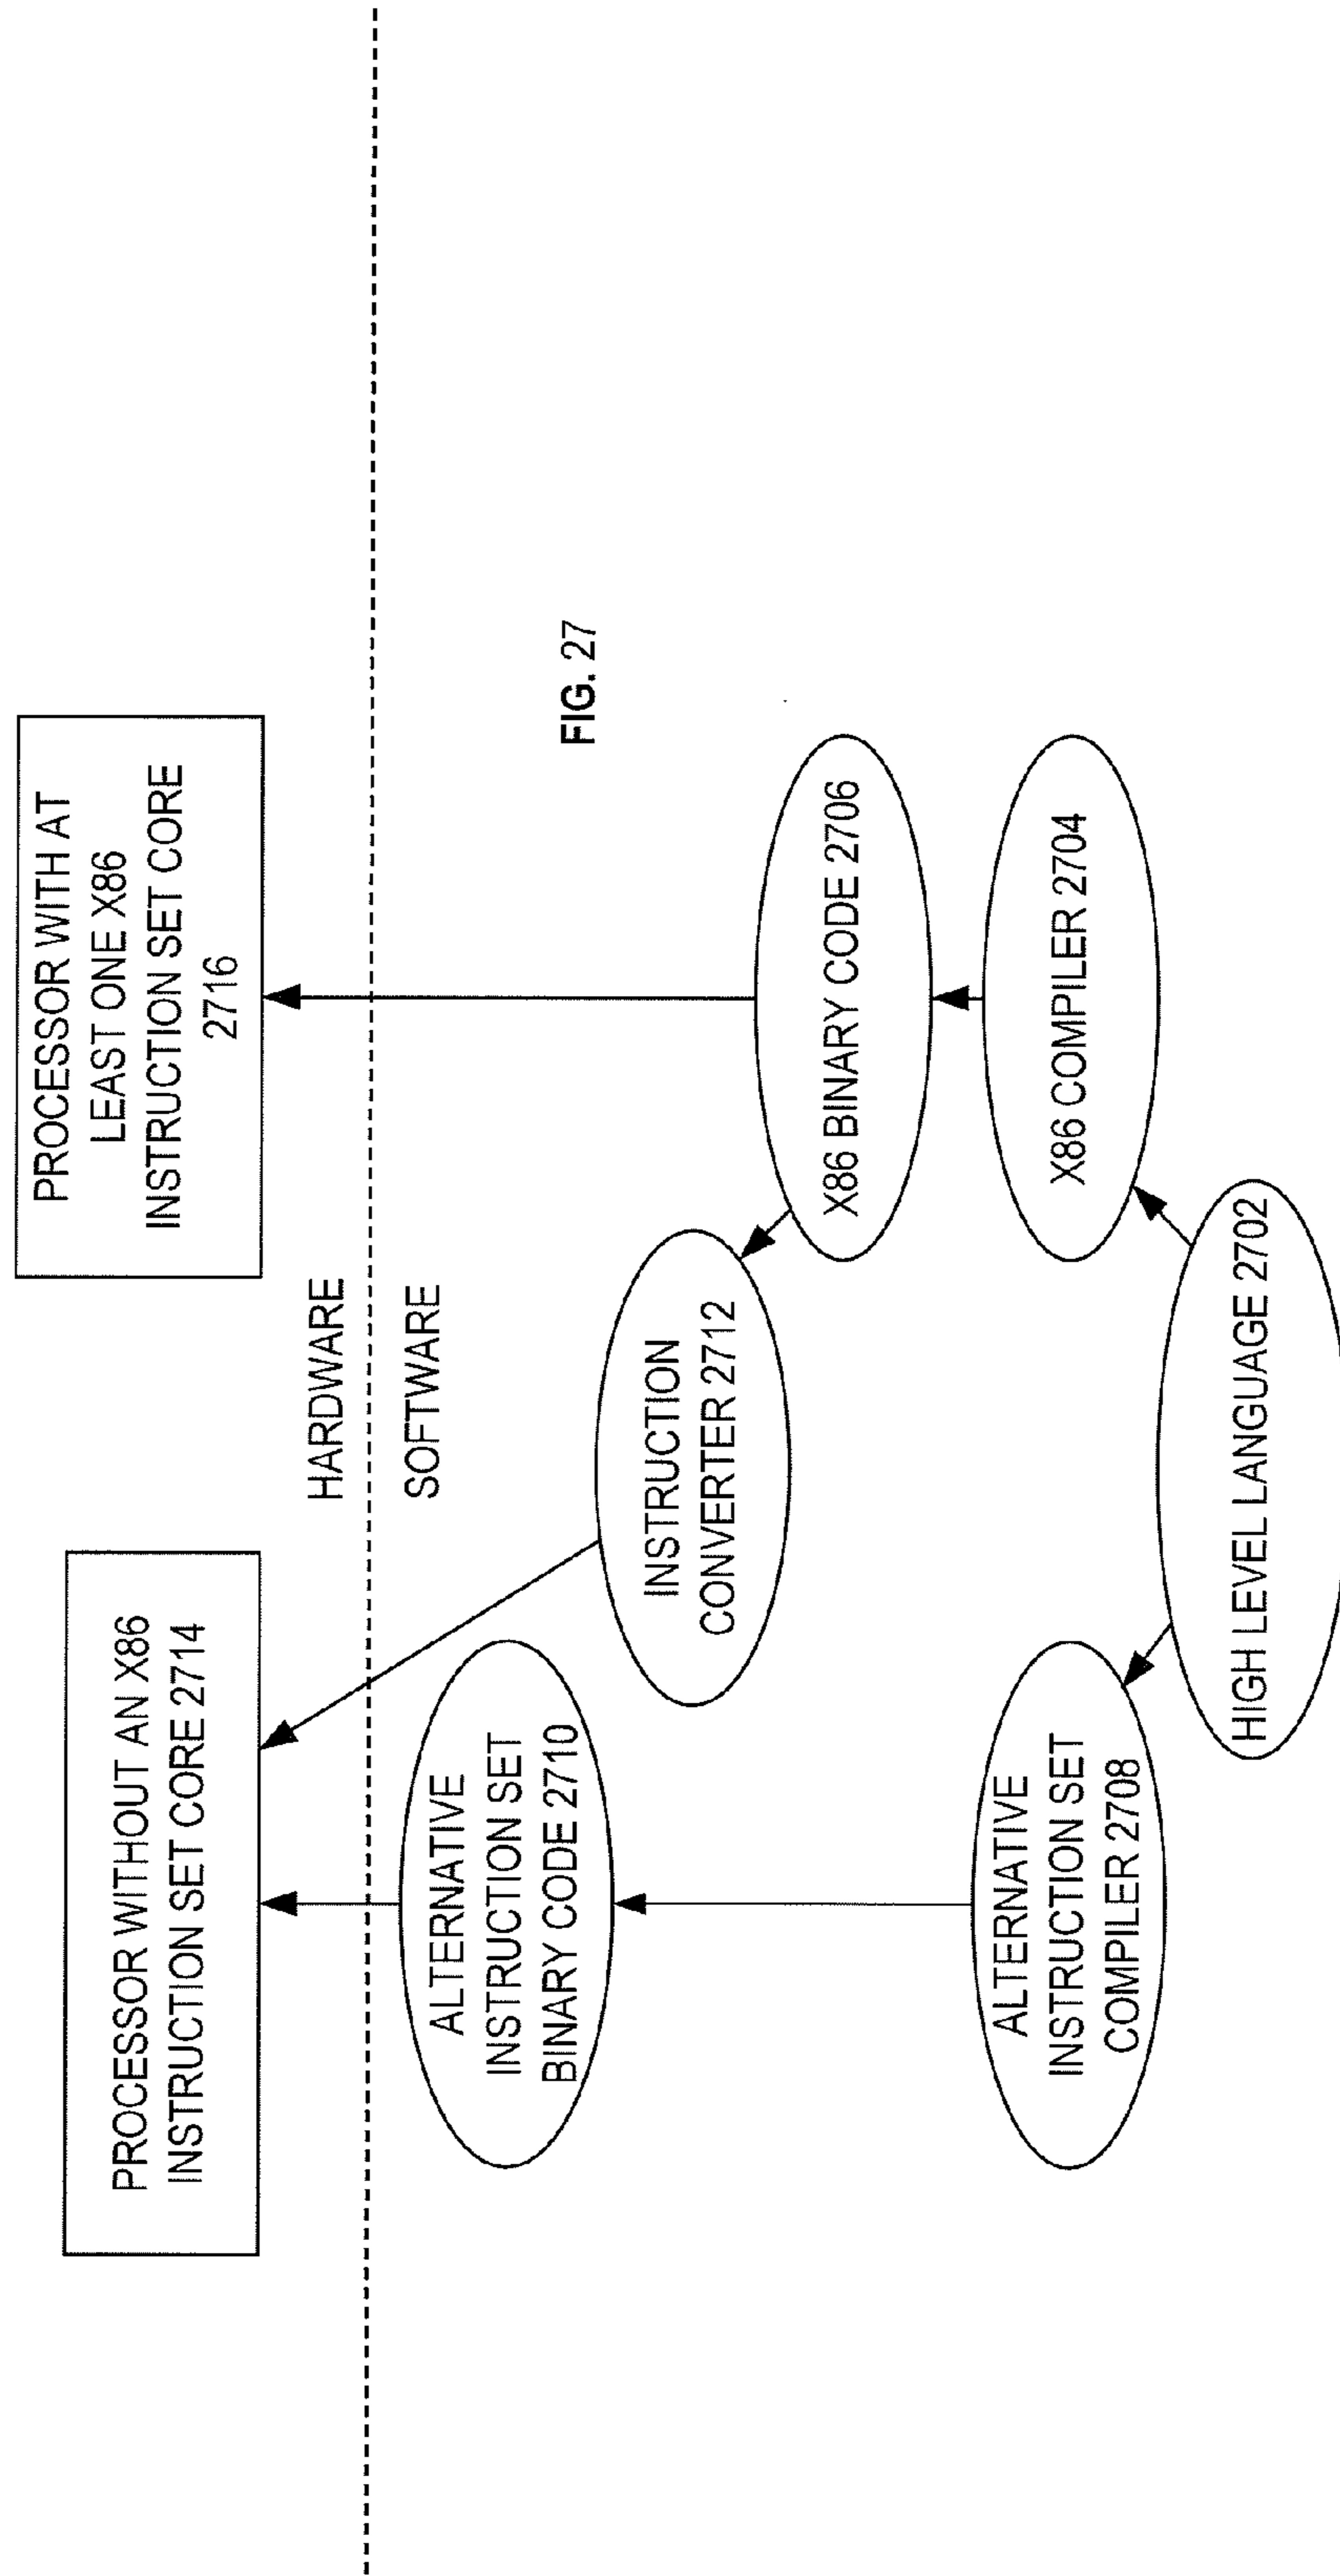 PROCESSOR WITHOUT AN X86
INSTRUCTION SET CORE 2714
PROCESSOR WITH AT
LEAST ONE X86
INSTRUCTION SET CORE
2716
HARDWARE
SOFTWARE
ALTERNATIVE
INSTRUCTION SET
BINARY CODE 2710
INSTRUCTION
CONVERTER 2712
X86 BINARY CODE 2706
ALTERNATIVE
INSTRUCTION SET
COMPILER 2708
X86 COMPILER 2704
HIGH LEVEL LANGUAGE 2702
FIG. 27